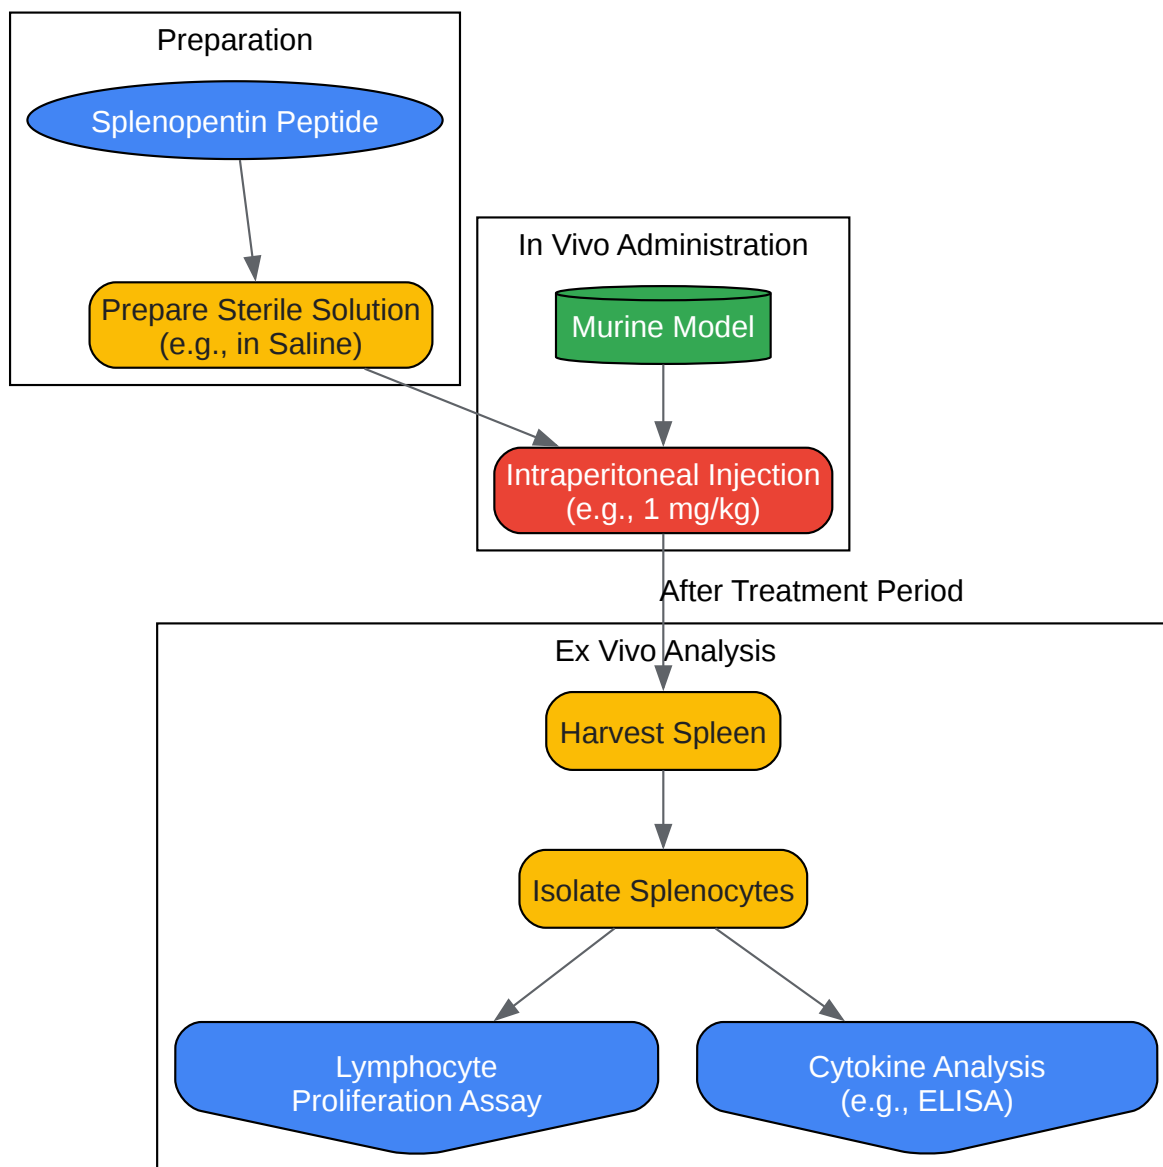 Preparation
Splenopentin Peptide
Prepare Sterile Solution
(e.g., in Saline)
In Vivo Administration
Murine Model
Intraperitoneal Injection
(e.g., 1 mg/kg)
After Treatment Period
Ex Vivo Analysis
Harvest Spleen
Isolate Splenocytes
Lymphocyte
Proliferation Assay
Cytokine Analysis
(e.g., ELISA)